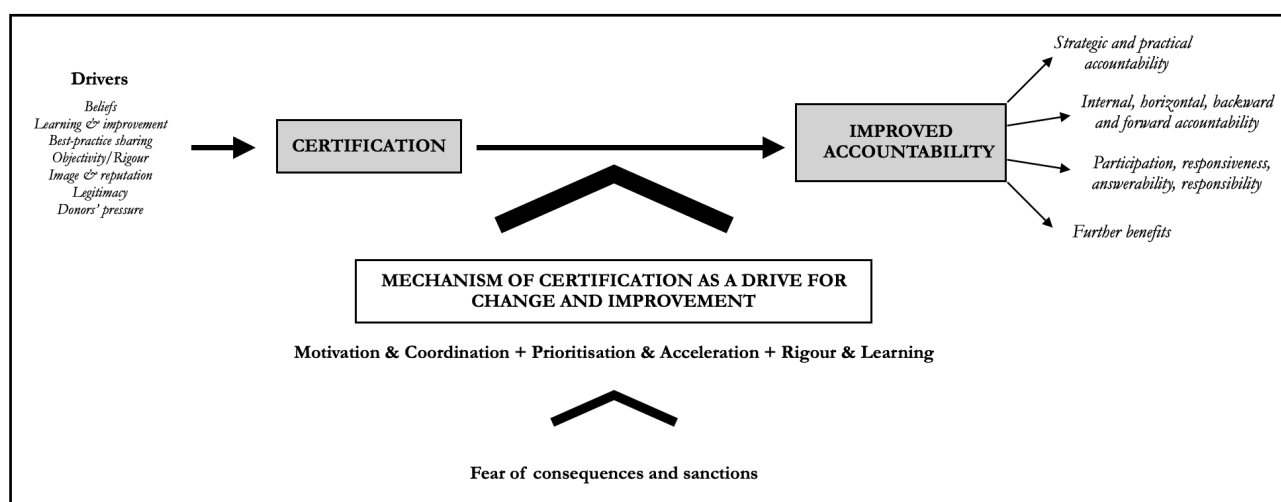 Drivers
Beliefs
Learning & improvement
Best-practice sharing
Objectivity/Rigour
Image & reputation
Legitimacy
Donors' pressure
CERTIFICATION
IMPROVED
ACCOUNTABILITY
Strategic and practical
accountability
Internal, horizontal, backward
and forward accountability
Participation, responsiveness,
answerability, responsibility
Further benefits
MECHANISM OF CERTIFICATION AS A DRIVE FOR
CHANGE AND IMPROVEMENT
Motivation & Coordination + Prioritisation & Acceleration + Rigour & Learning
Fear of consequences and sanctions